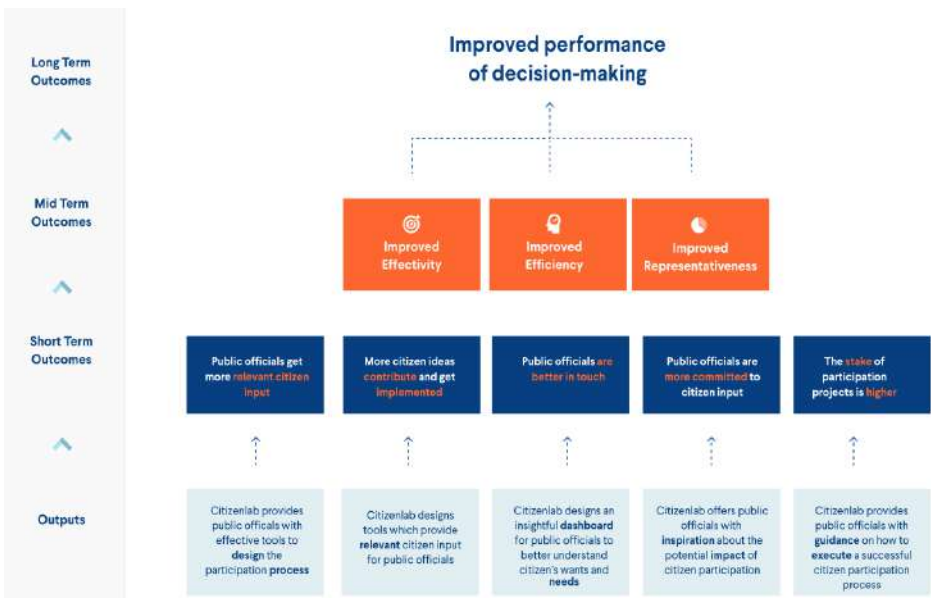 Long Term
Outcomes
Improved performance
of decision-making
Mid Term
Outcomes
Improved
Effectivity
Improved
Efficiency
Improved
Representativeness
Short Term
Outcomes
Public officials get
more relevant citizen
input
More citizen ideas
contribute and get
implemented
Public officials are
better in touch
Public officials are
more committed to
citizen input
The stake of
participation
projects is higher
Outputs
Citizenlab provides
public officals with
effective tools to
design the
participation process
Citizenlab designs
tools which provide
relevant citizen input
for public officials
Citizenlab designs an
insightful dashboard
for public officials to
better understand
citizen's wants and
needs
Citizenlab offers public
officials with
inspiration about the
potential impact of
citizen participation
Citizenlab provides
public officials with
guidance on how to
execute a successful
citizen participation
process